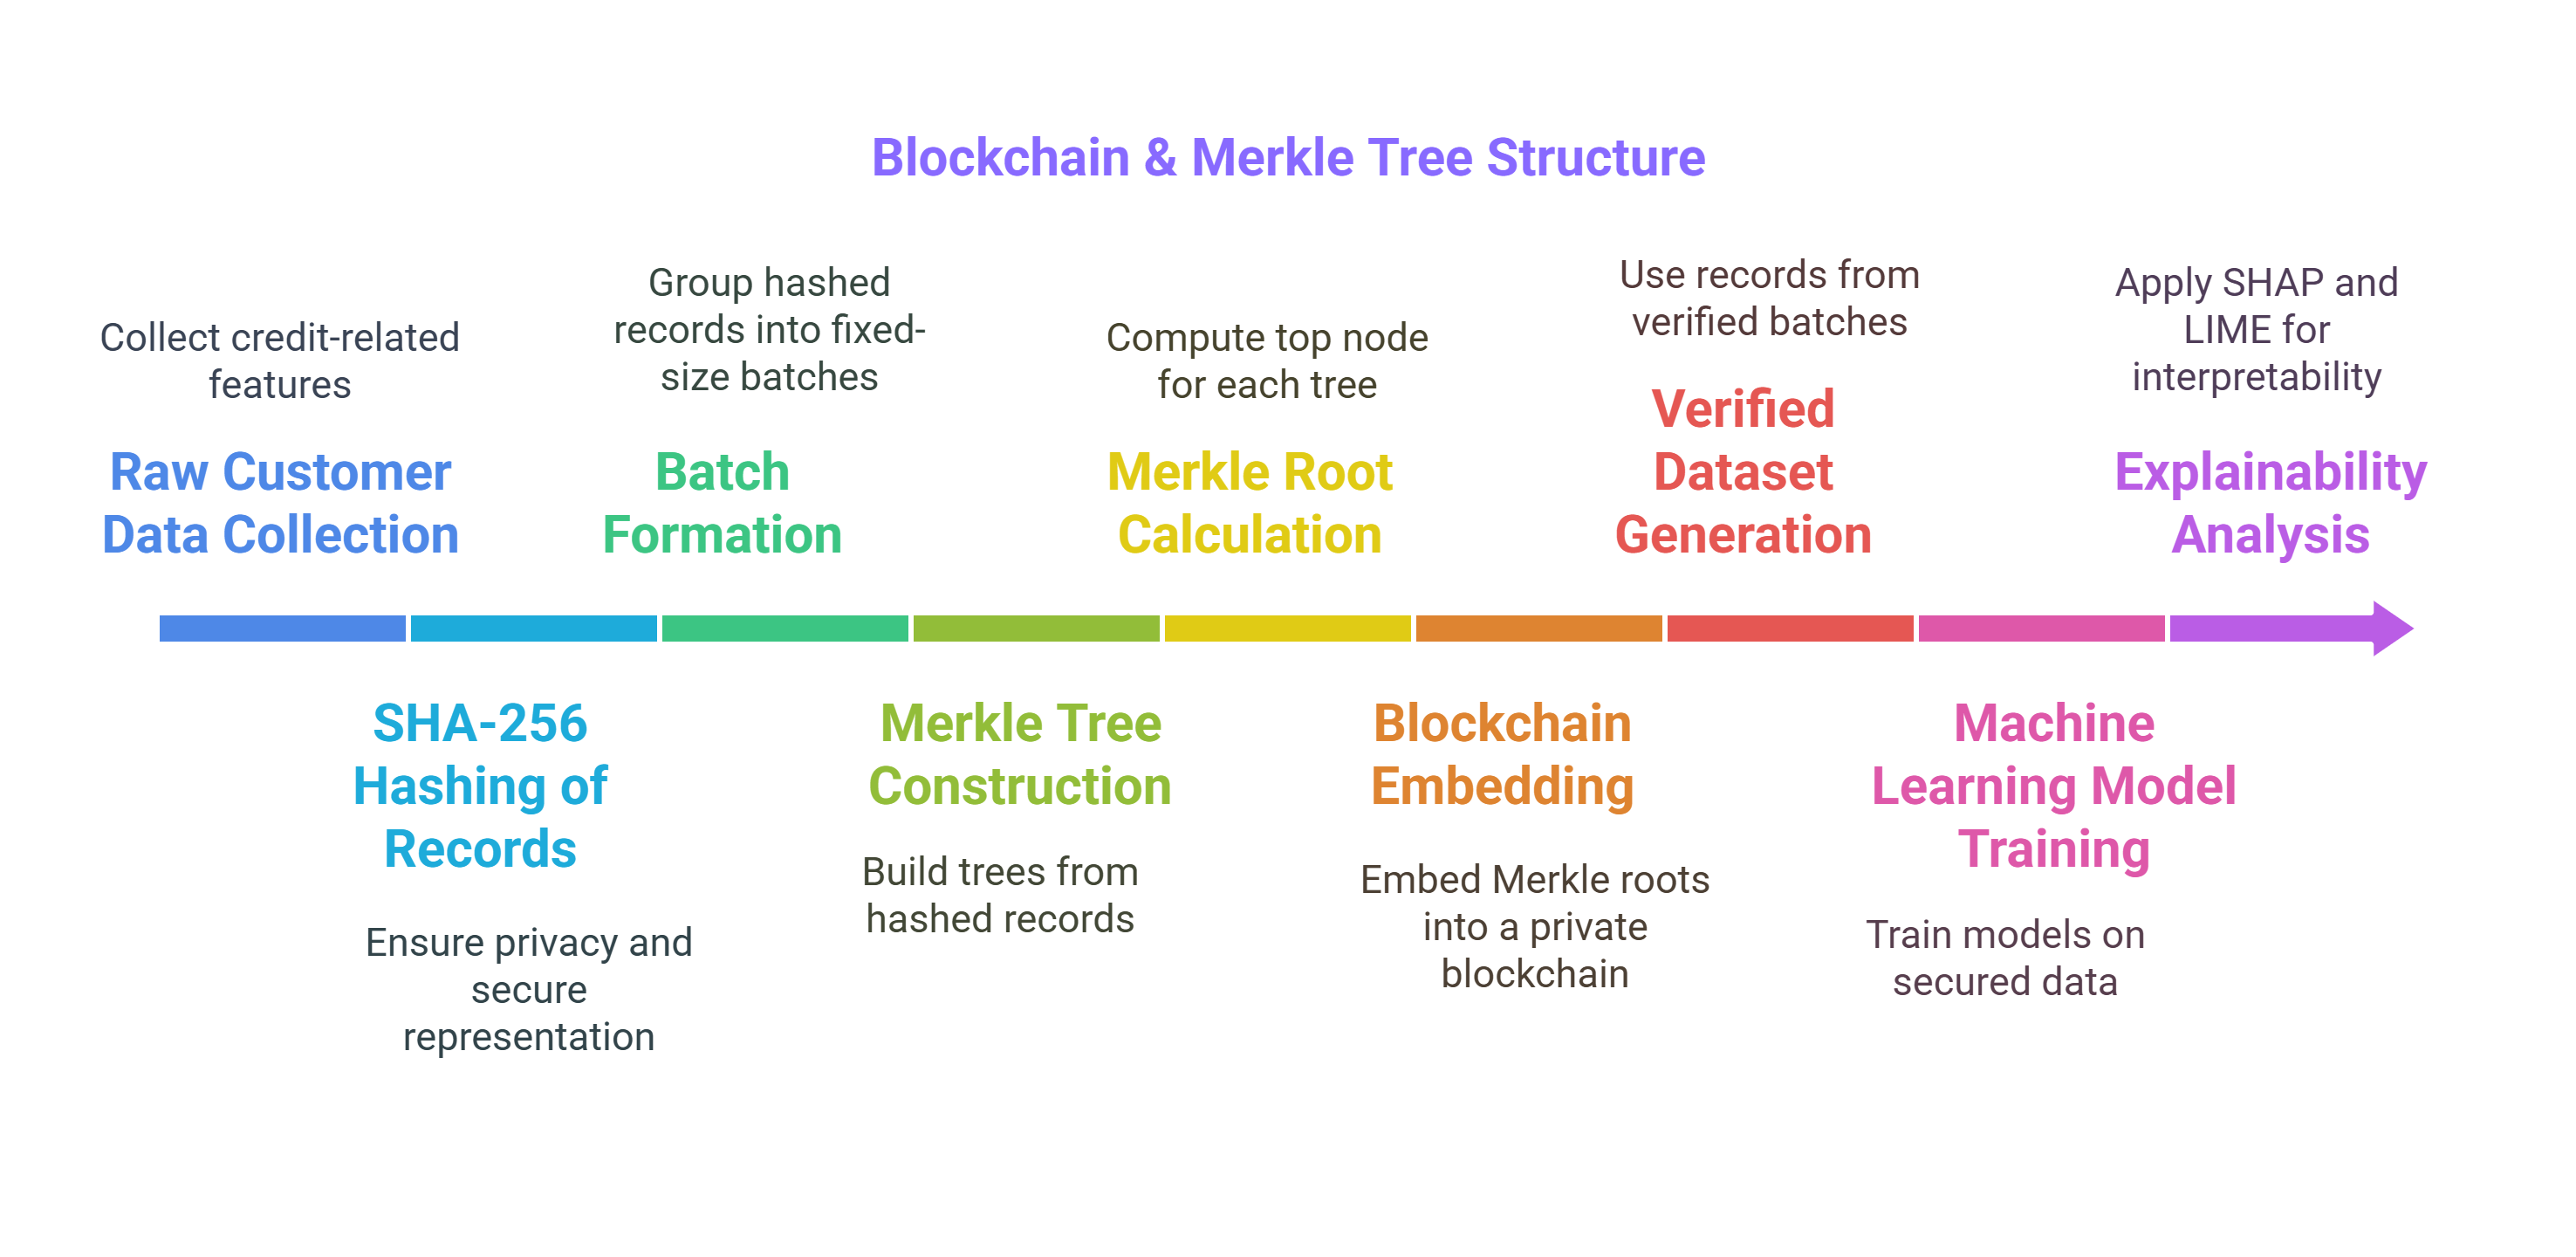 Blockchain & Merkle Tree Structure
Collect credit-related
features
Raw Customer
Data Collection
SHA-256
Hashing of
Records
Ensure privacy and
secure
representation
Group hashed
records into fixed-
size batches
Batch
Formation
Merkle Tree
Construction
Build trees from
hashed records
Compute top node
for each tree
Merkle Root
Calculation
Blockchain
Embedding
Embed Merkle roots
into a private
blockchain
Use records from
verified batches
Verified
Dataset
Generation
Machine
Learning Model
Training
Train models on
secured data
Apply SHAP and
LIME for
interpretability
Explainability
Analysis